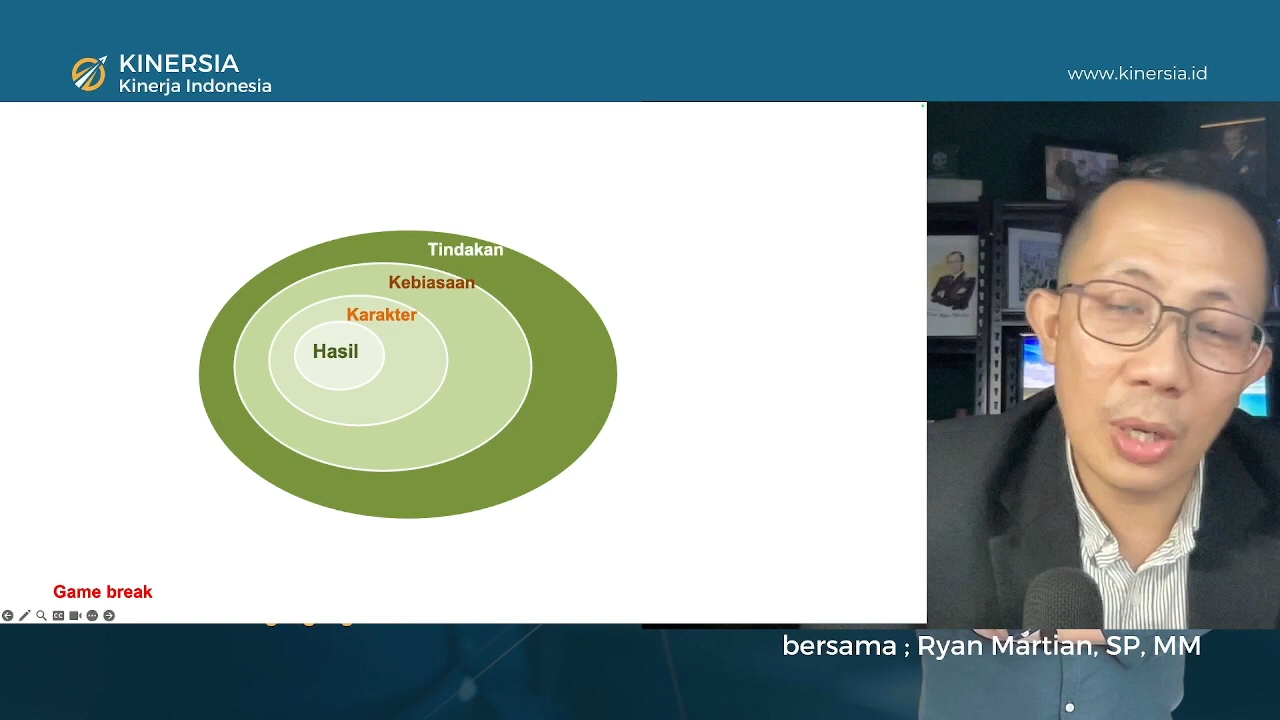 KINERSIA
Kinerja Indonesia
www.kinersia.id
Tindakan
Kebiasaan
Karakter
Hasil
Game break
bersama ; Ryan Martian, SP, MM